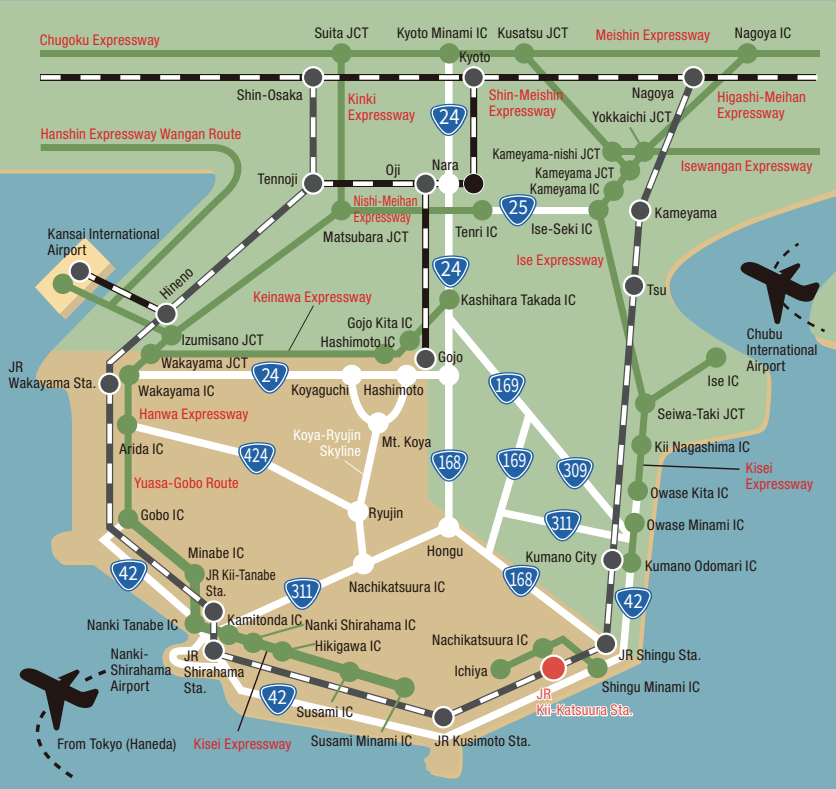 Suita JCT
Kyoto Minami IC
Kusatsu JCT
Meishin Expressway
Nagoya IC
Chugoku Expressway
Kyoto
Shin-Osaka
Kinki
Expressway
24
Shin-Meishin
Expressway
Nagoya
Higashi-Meihan
Expressway
Yokkaichi JCT
Hanshin Expressway Wangan Route
Kameyama-nishi JCT
Isewangan Expressway
Oji
Nara
Kameyama JCT
Tennoji
Kameyama IC
Nishi-Meihan
Expressway
25
Kameyama
Matsubara JCT
Tenri IC
Ise-Seki IC
Kansai International
Airport
Ise Expressway
24
Hineno
Tsu
Keinawa Expressway
Kashihara Takada IC
Gojo Kita IC
Izumisano JCT
Hashimoto IC
Chubu
International
Airport
Gojo
Wakayama JCT
JR
Wakayama Sta.
24
Wakayama IC
Koyaguchi
Hashimoto
169
Ise IC
Hanwa Expressway
Seiwa-Taki JCT
Koya-Ryujin
Skyline
Mt. Koya
Arida IC
424
168
169
309
Kii Nagashima IC
Kisei
Expressway
Yuasa-Gobo Route
Owase Kita IC
Gobo IC
Ryujin
311
Owase Minami IC
Minabe IC
Hongu
Kumano City
Kumano Odomari IC
42
JR Kii-Tanabe
Sta.
311
Nachikatsuura IC
168
42
Nanki Tanabe IC
Kamitonda IC
Nanki Shirahama IC
Hikigawa IC
Nachikatsuura IC
JR Shingu Sta.
Nanki-
Shirahama
Airport
JR
Shirahama
Sta.
Ichiya
Shingu Minami IC
42
JR
Kii-Katsuura Sta.
Susami IC
From Tokyo (Haneda)
Kisei Expressway
Susami Minami IC
JR Kusimoto Sta.